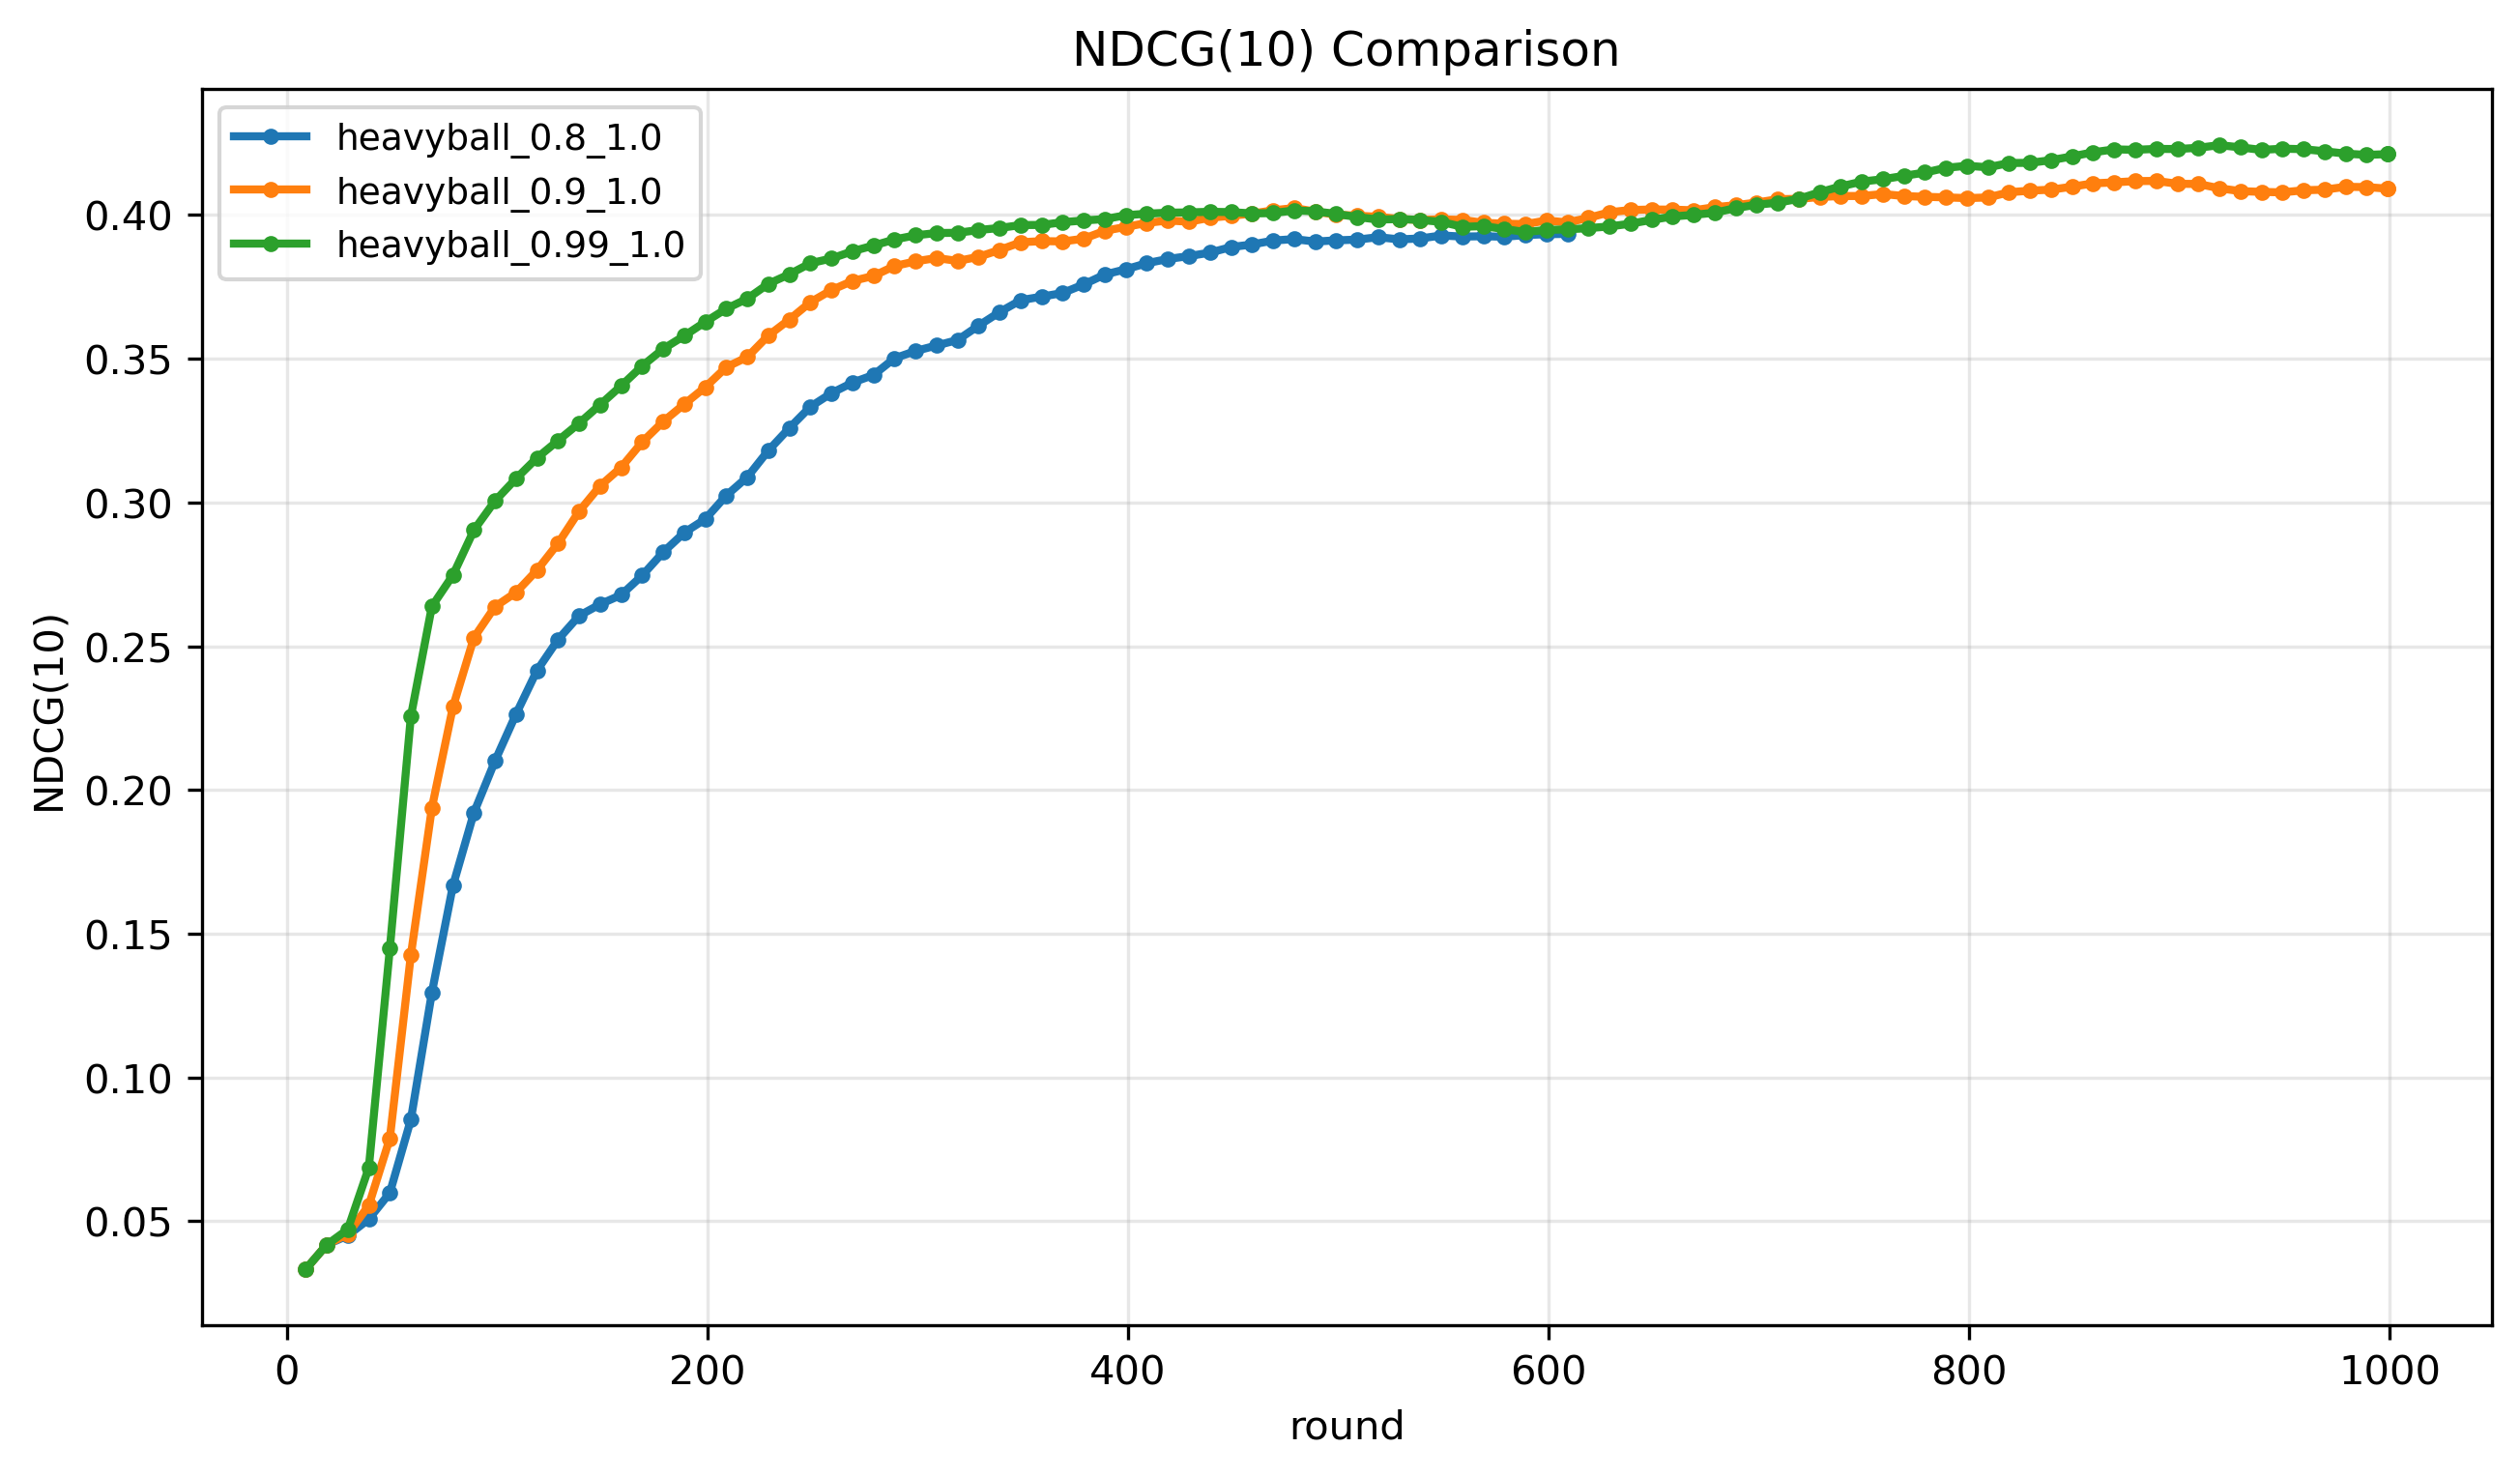 NDCG(10) Comparison
heavyball_0.8_1.0
heavyball_0.9_1.0
heavyball_0.99_1.0
NDCG(10)
0.40
0.35
0.30
0.25
0.20
0.15
0.10
0.05
0 200 400 600 800 1000
round